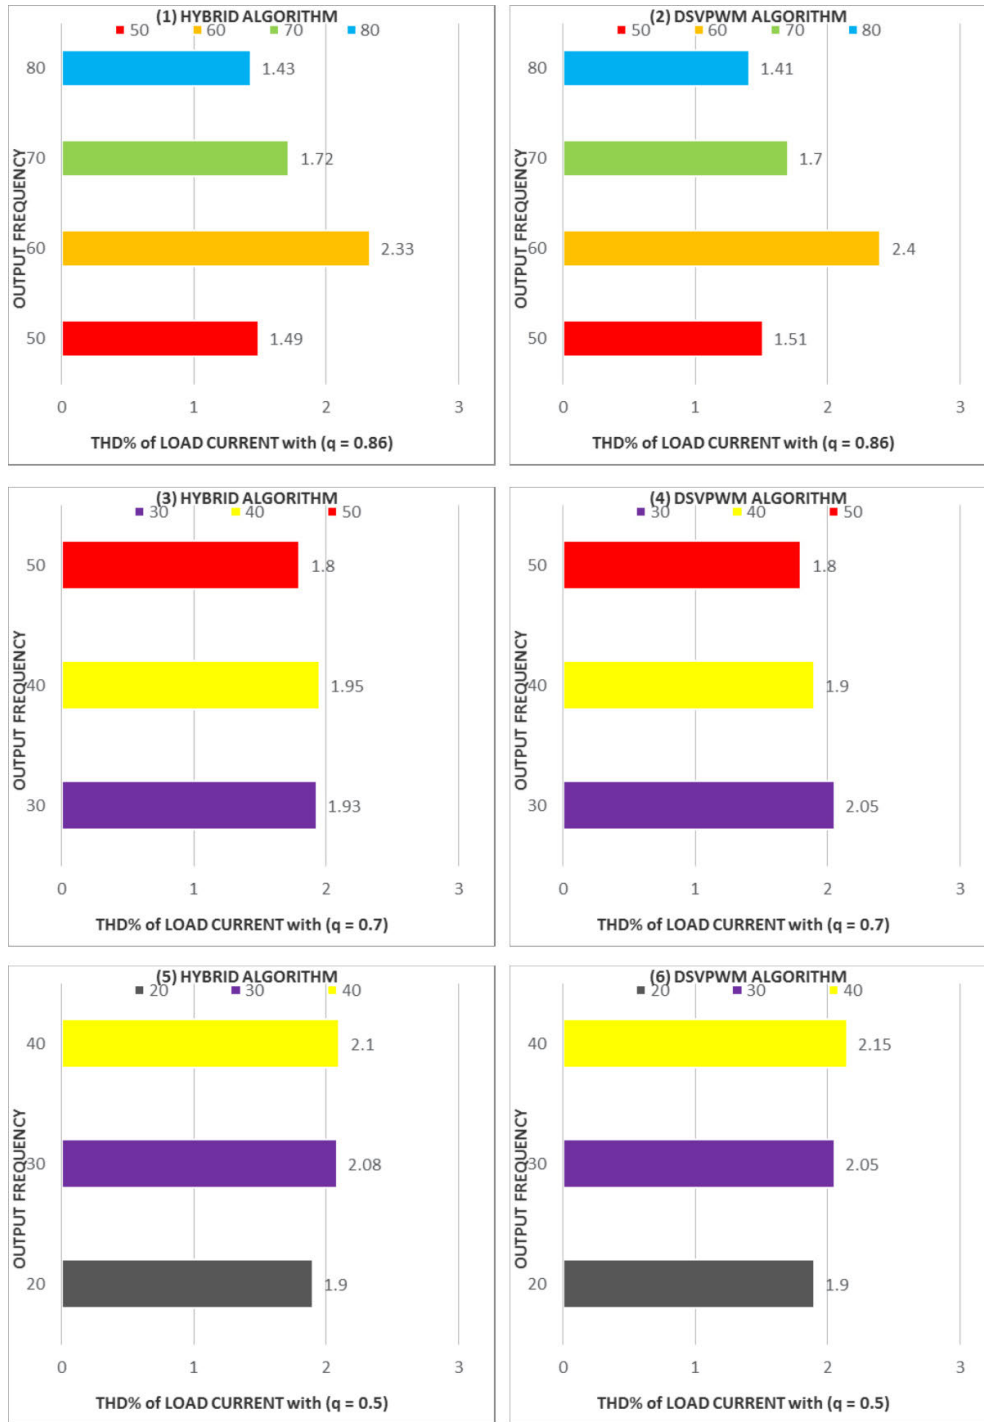 (1) HYBRID ALGORITHM
50 60 70 80
80 1.43
70 1.72
60 2.33
50 1.49
OUTPUT FREQUENCY
0 1 2 3
THD% of LOAD CURRENT with (q = 0.86)
(2) DSVPWM ALGORITHM
50 60 70 80
80 1.41
70 1.7
60 2.4
50 1.51
OUTPUT FREQUENCY
0 1 2 3
THD% of LOAD CURRENT with (q = 0.86)
(3) HYBRID ALGORITHM
30 40 50
50 1.8
40 1.95
30 1.93
OUTPUT FREQUENCY
0 1 2 3
THD% of LOAD CURRENT with (q = 0.7)
(4) DSVPWM ALGORITHM
30 40 50
50 1.8
40 1.9
30 2.05
OUTPUT FREQUENCY
0 1 2 3
THD% of LOAD CURRENT with (q = 0.7)
(5) HYBRID ALGORITHM
20 30 40
40 2.1
30 2.08
20 1.9
OUTPUT FREQUENCY
0 1 2 3
THD% of LOAD CURRENT with (q = 0.5)
(6) DSVPWM ALGORITHM
20 30 40
40 2.15
30 2.05
20 1.9
OUTPUT FREQUENCY
0 1 2 3
THD% of LOAD CURRENT with (q = 0.5)